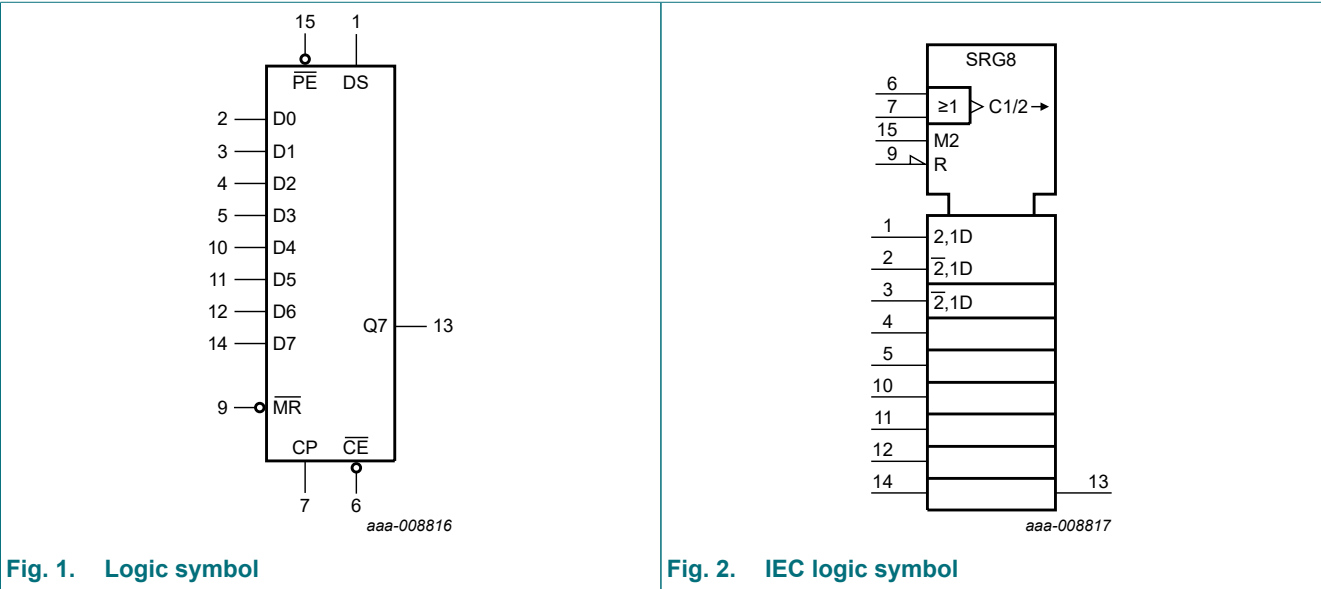 15 1
P̅E̅ DS
2 D0
3 D1
4 D2
5 D3
10 D4
11 D5
12 D6
Q7 13
14 D7
9 M̅R̅
CP C̅E̅
7 6
aaa-008816
Fig. 1. Logic symbol
SRG8
6
7 ≥1 C1/2→
15 M2
9 R
1 2,1D
2 2̅,1D
3 2̅,1D
4
5
10
11
12
14 13
aaa-008817
Fig. 2. IEC logic symbol